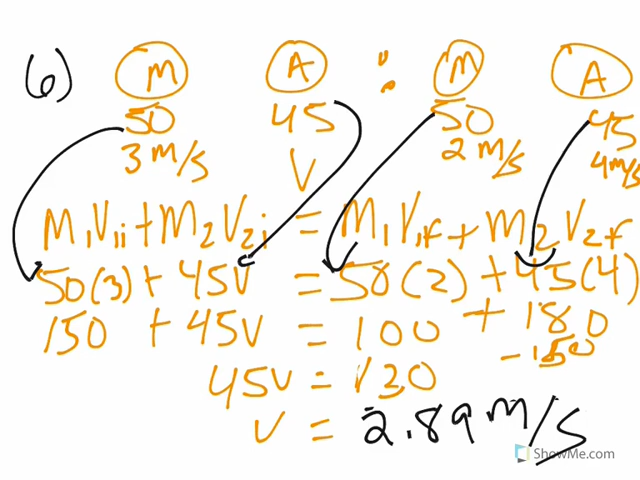 6) M A : M A
50 45 50 45
3 m/s V 2 m/s 4 m/s
M₁V₁i + M₂V₂i = M₁V₁f + M₂V₂f
50(3) + 45V = 50(2) + 45(4)
150 + 45V = 100 + 180
-150
45V = 130
V = 2.89 m/s
ShowMe.com